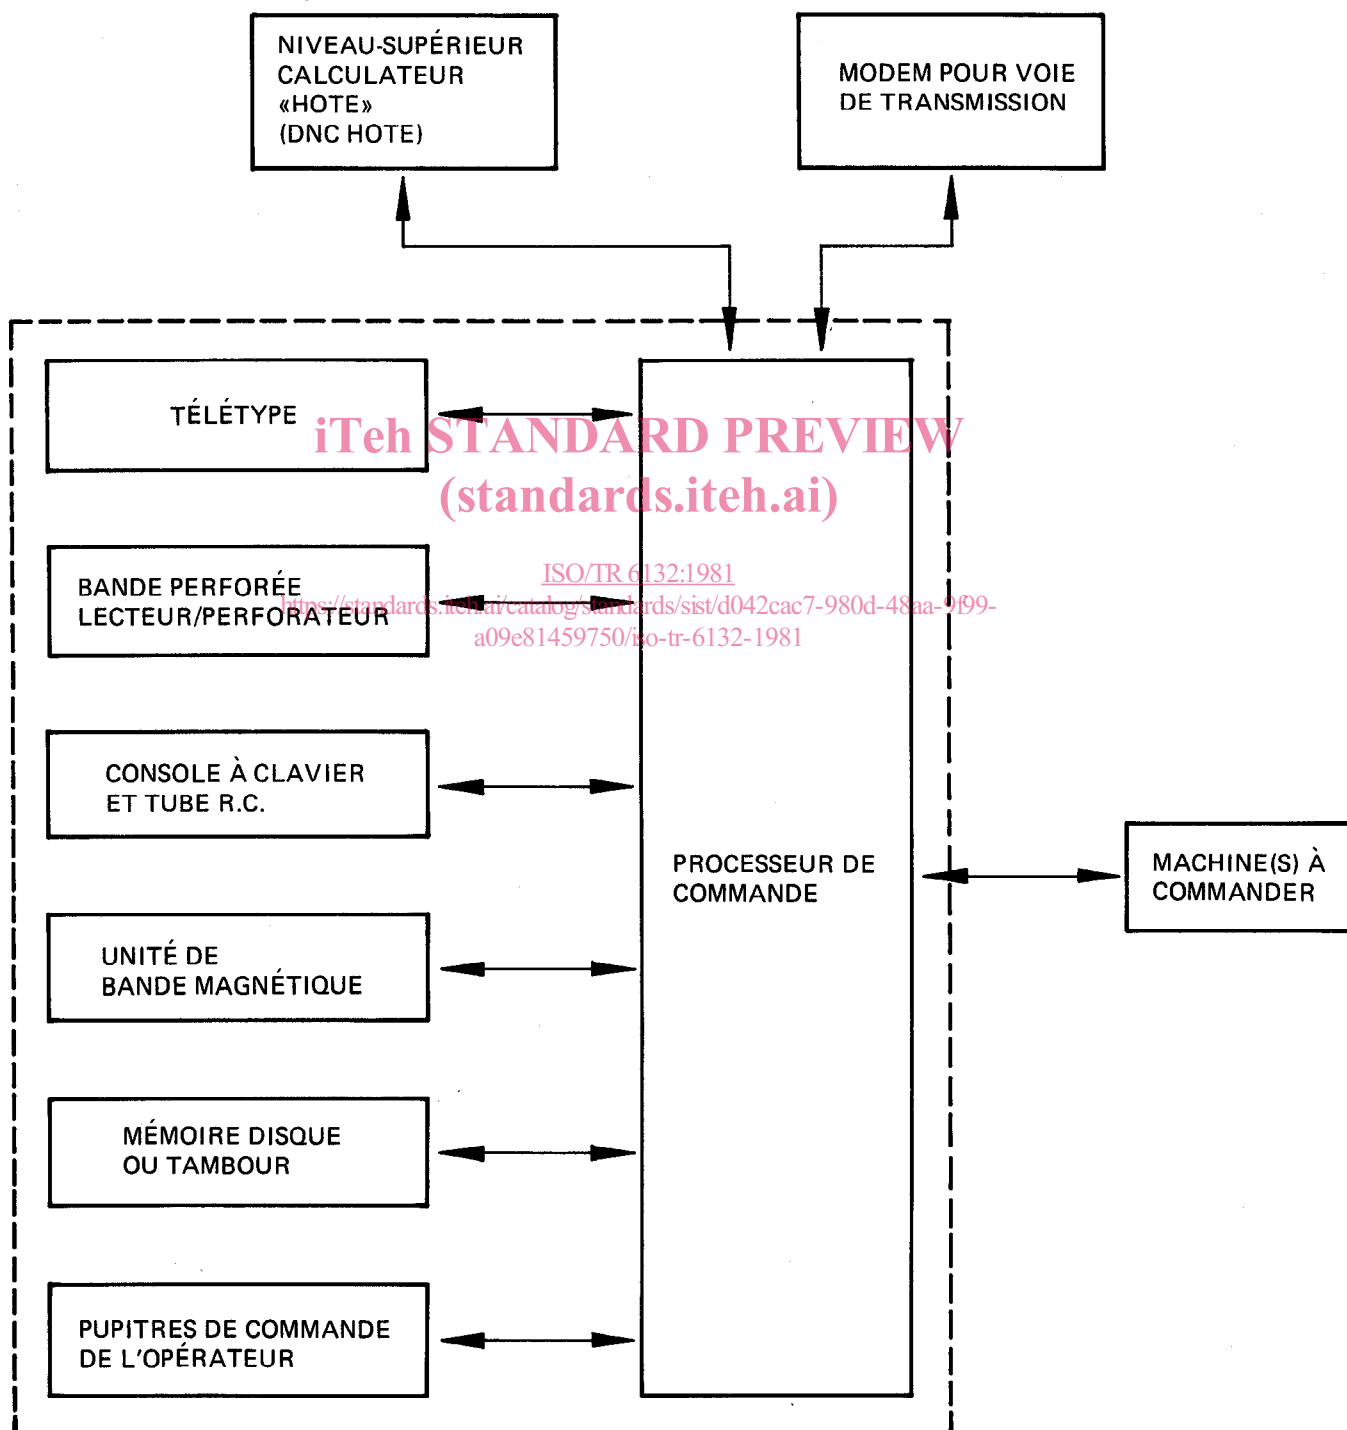 NIVEAU-SUPÉRIEUR
CALCULATEUR
«HOTE»
(DNC HOTE)
MODEM POUR VOIE
DE TRANSMISSION
TÉLÉTYPE
iTeh STANDARD PREVIEW
(standards.iteh.ai)
BANDE PERFORÉE
LECTEUR/PERFORATEUR
ISO/TR 6132:1981
https://standards.iteh.ai/catalog/standards/sist/d042cac7-980d-48aa-9f99-
a09e81459750/iso-tr-6132-1981
CONSOLE À CLAVIER
ET TUBE R.C.
PROCESSEUR DE
COMMANDE
MACHINE(S) À
COMMANDER
UNITÉ DE
BANDE MAGNÉTIQUE
MÉMOIRE DISQUE
OU TAMBOUR
PUPITRES DE COMMANDE
DE L'OPÉRATEUR